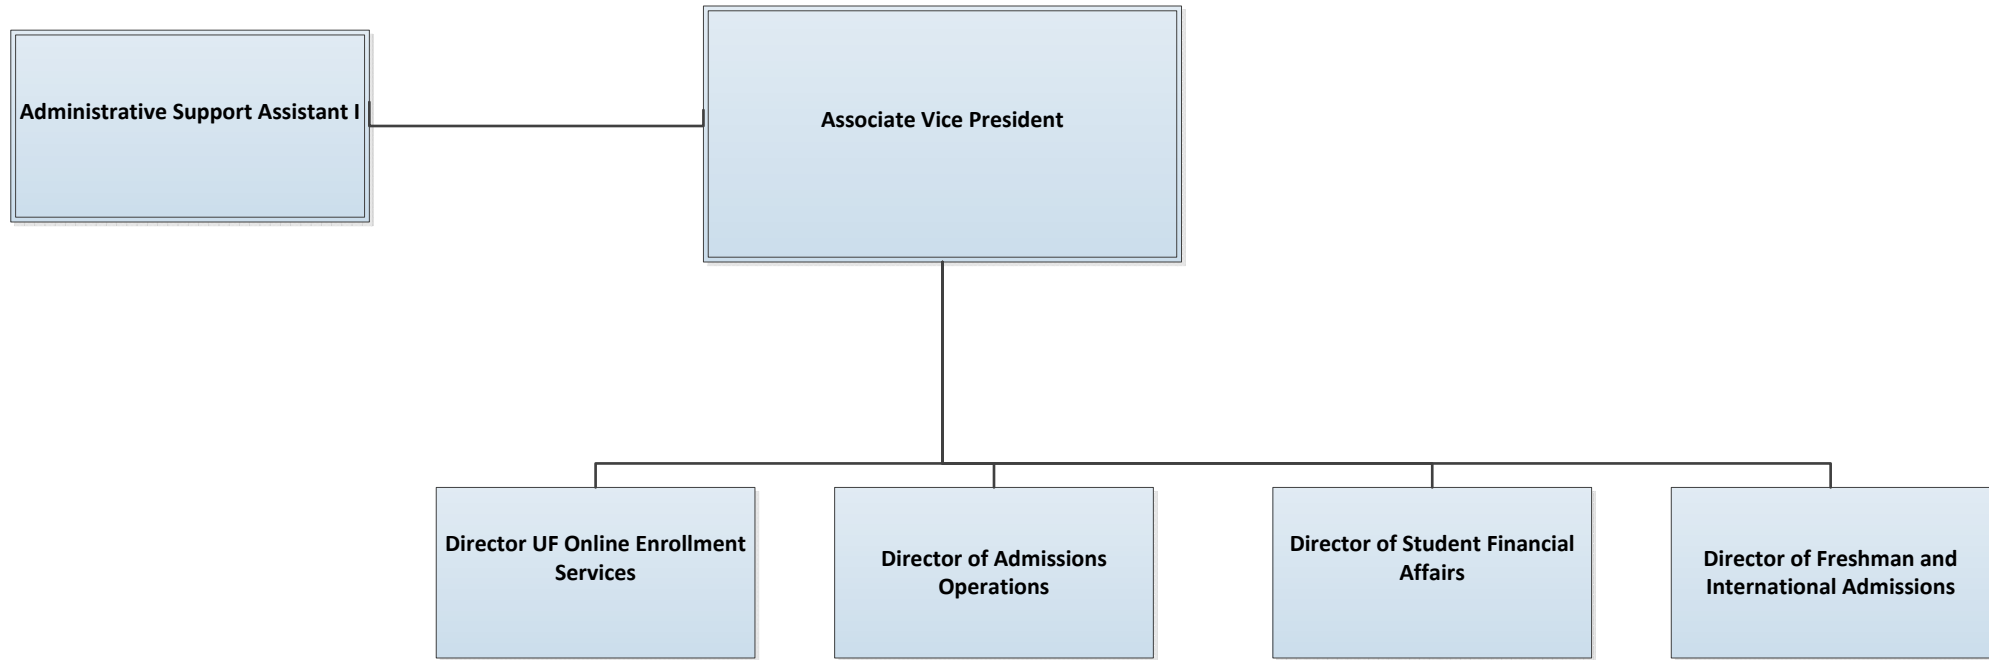 Administrative Support Assistant I
Associate Vice President
Director UF Online Enrollment
Services
Director of Admissions
Operations
Director of Student Financial
Affairs
Director of Freshman and
International Admissions